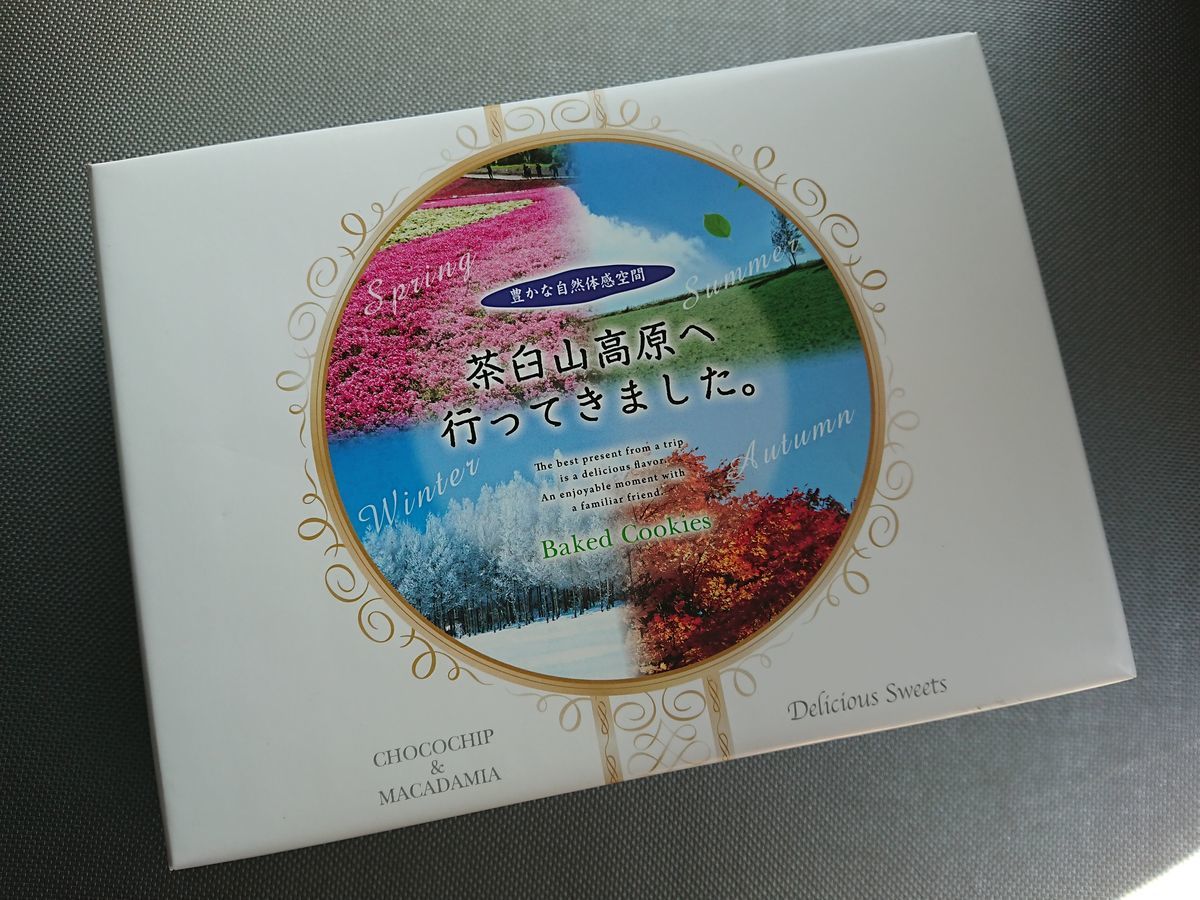 Spring
Summer
豊かな自然体感空間
茶臼山高原へ
行ってきました。
Winter
Autumn
The best present from a trip
is a delicious flavor.
An enjoyable moment with
a familiar friend.
Baked Cookies
CHOCOCHIP
&
MACADAMIA
Delicious Sweets